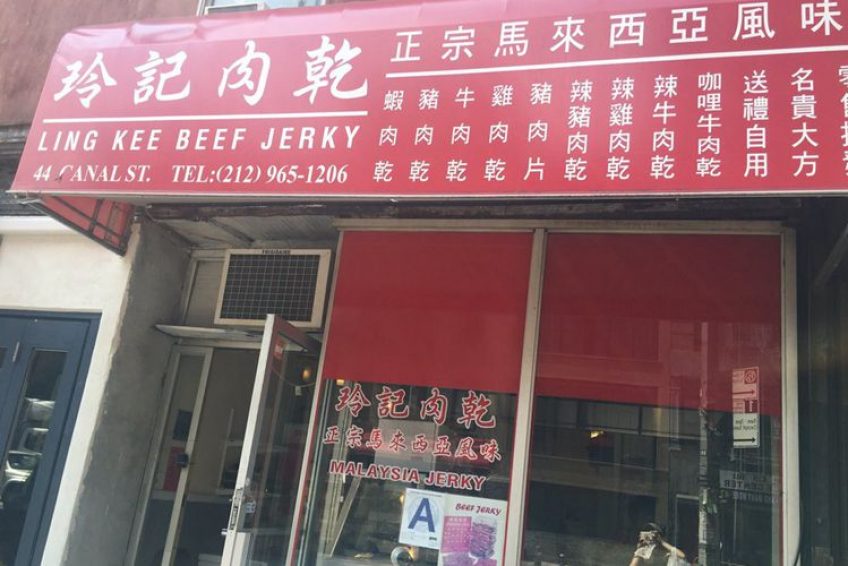 玲記肉乾
LING KEE BEEF JERKY
44 CANAL ST. TEL:(212) 965-1206
正宗馬來西亞風味
蝦肉乾
豬肉乾
牛肉乾
雞肉乾
豬肉片
辣豬肉乾
辣雞肉乾
辣牛肉乾
咖哩牛肉乾
送禮自用
名貴大方
FRIGIDAIRE
玲記肉乾
正宗馬來西亞風味
MALAYSIA JERKY
A
BEEF JERKY